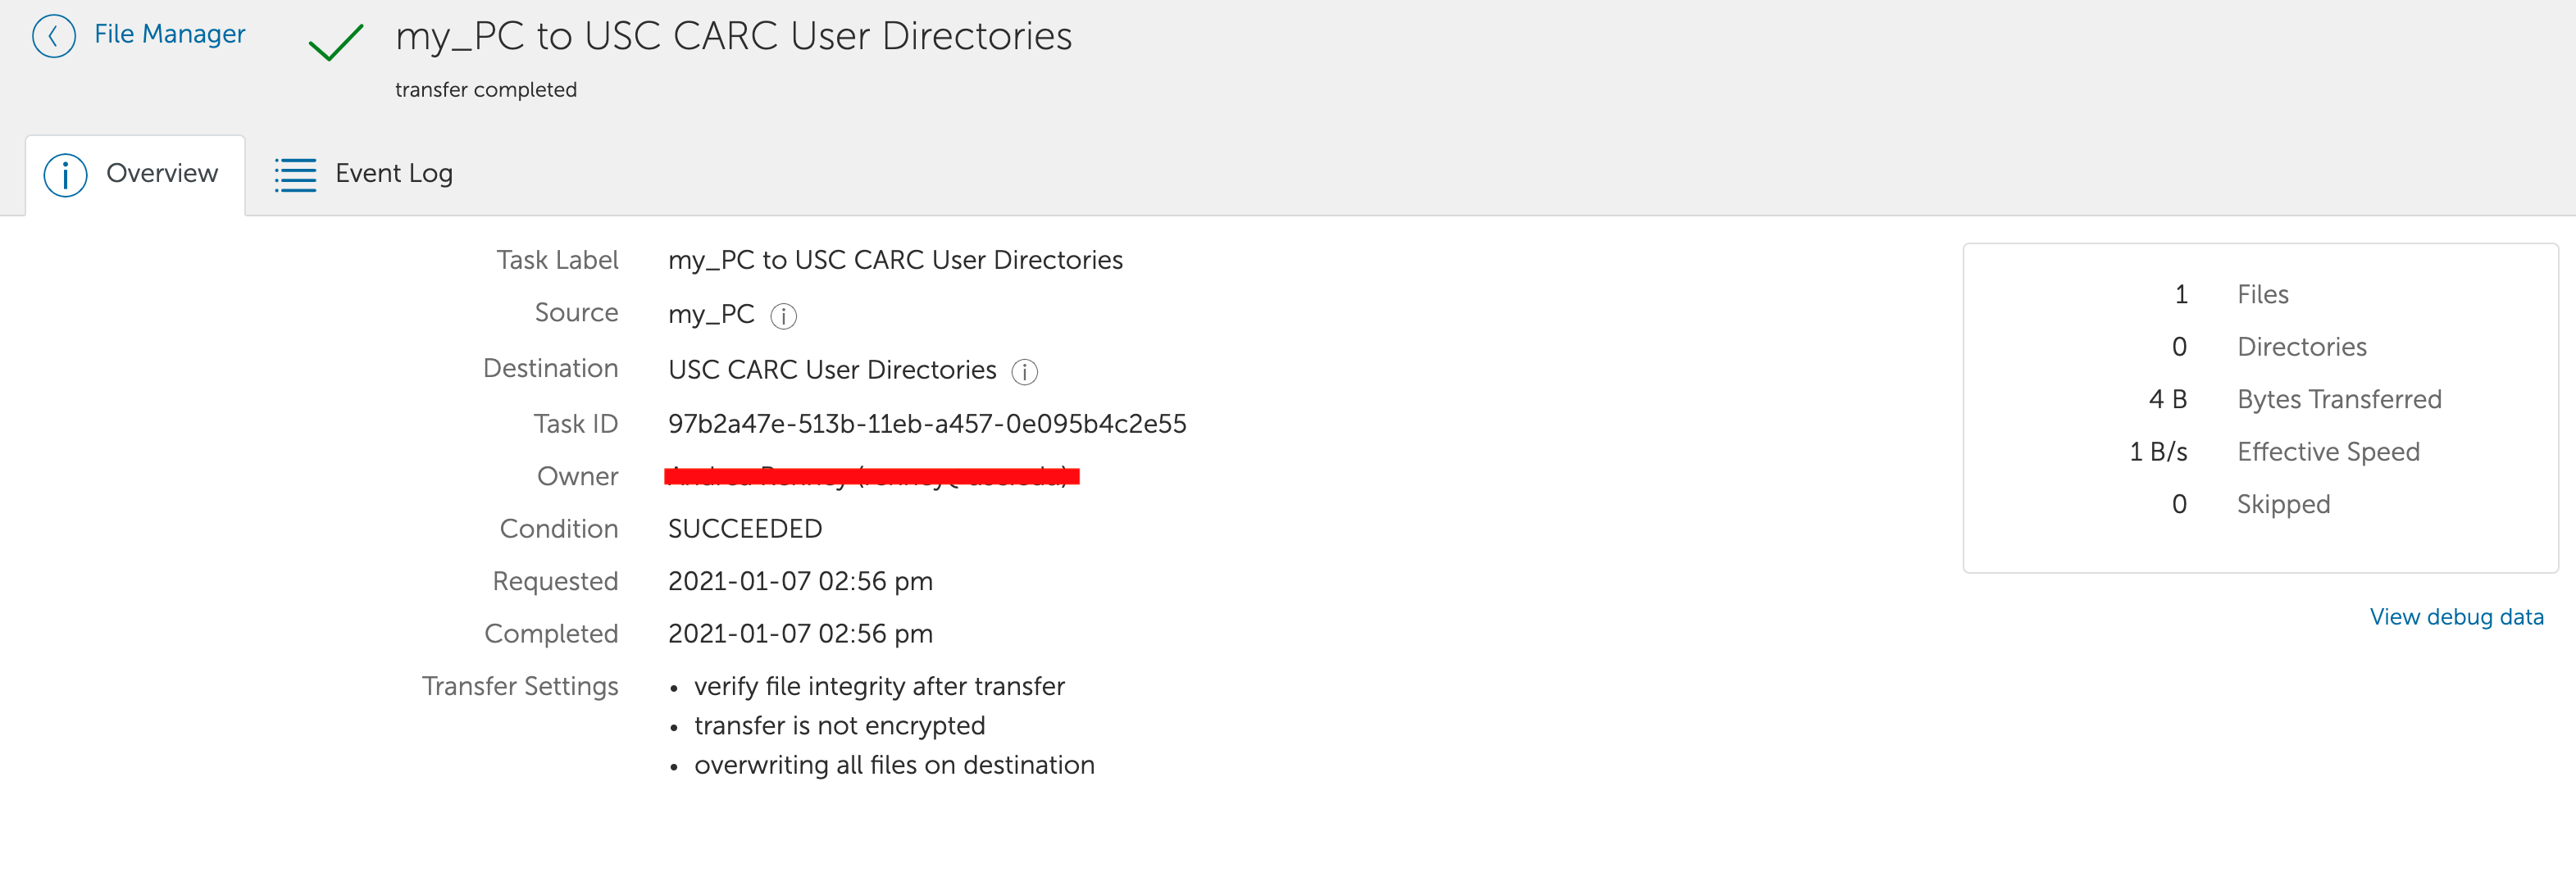 File Manager
my_PC to USC CARC User Directories
transfer completed
Overview
Event Log
Task Label my_PC to USC CARC User Directories
Source my_PC
Destination USC CARC User Directories
Task ID 97b2a47e-513b-11eb-a457-0e095b4c2e55
Owner
Condition SUCCEEDED
Requested 2021-01-07 02:56 pm
Completed 2021-01-07 02:56 pm
Transfer Settings • verify file integrity after transfer
• transfer is not encrypted
• overwriting all files on destination
1 Files
0 Directories
4 B Bytes Transferred
1 B/s Effective Speed
0 Skipped
View debug data